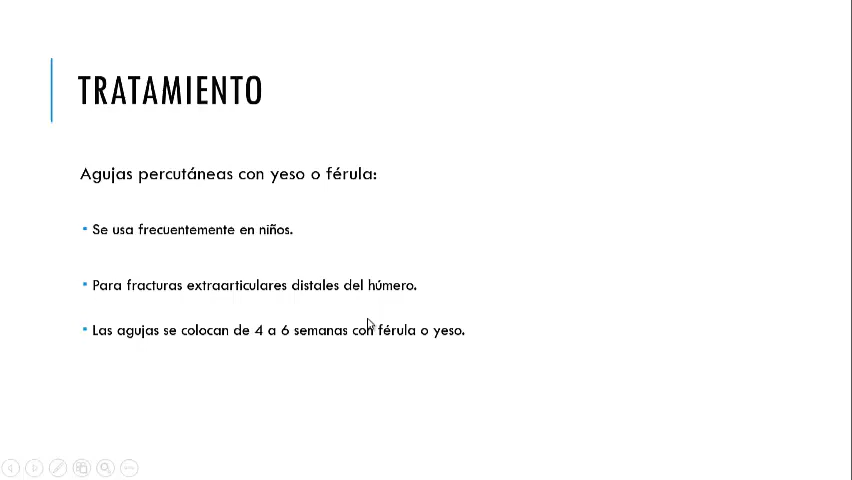 TRATAMIENTO
Agujas percutáneas con yeso o férula:
▪ Se usa frecuentemente en niños.
▪ Para fracturas extraarticulares distales del húmero.
▪ Las agujas se colocan de 4 a 6 semanas con férula o yeso.